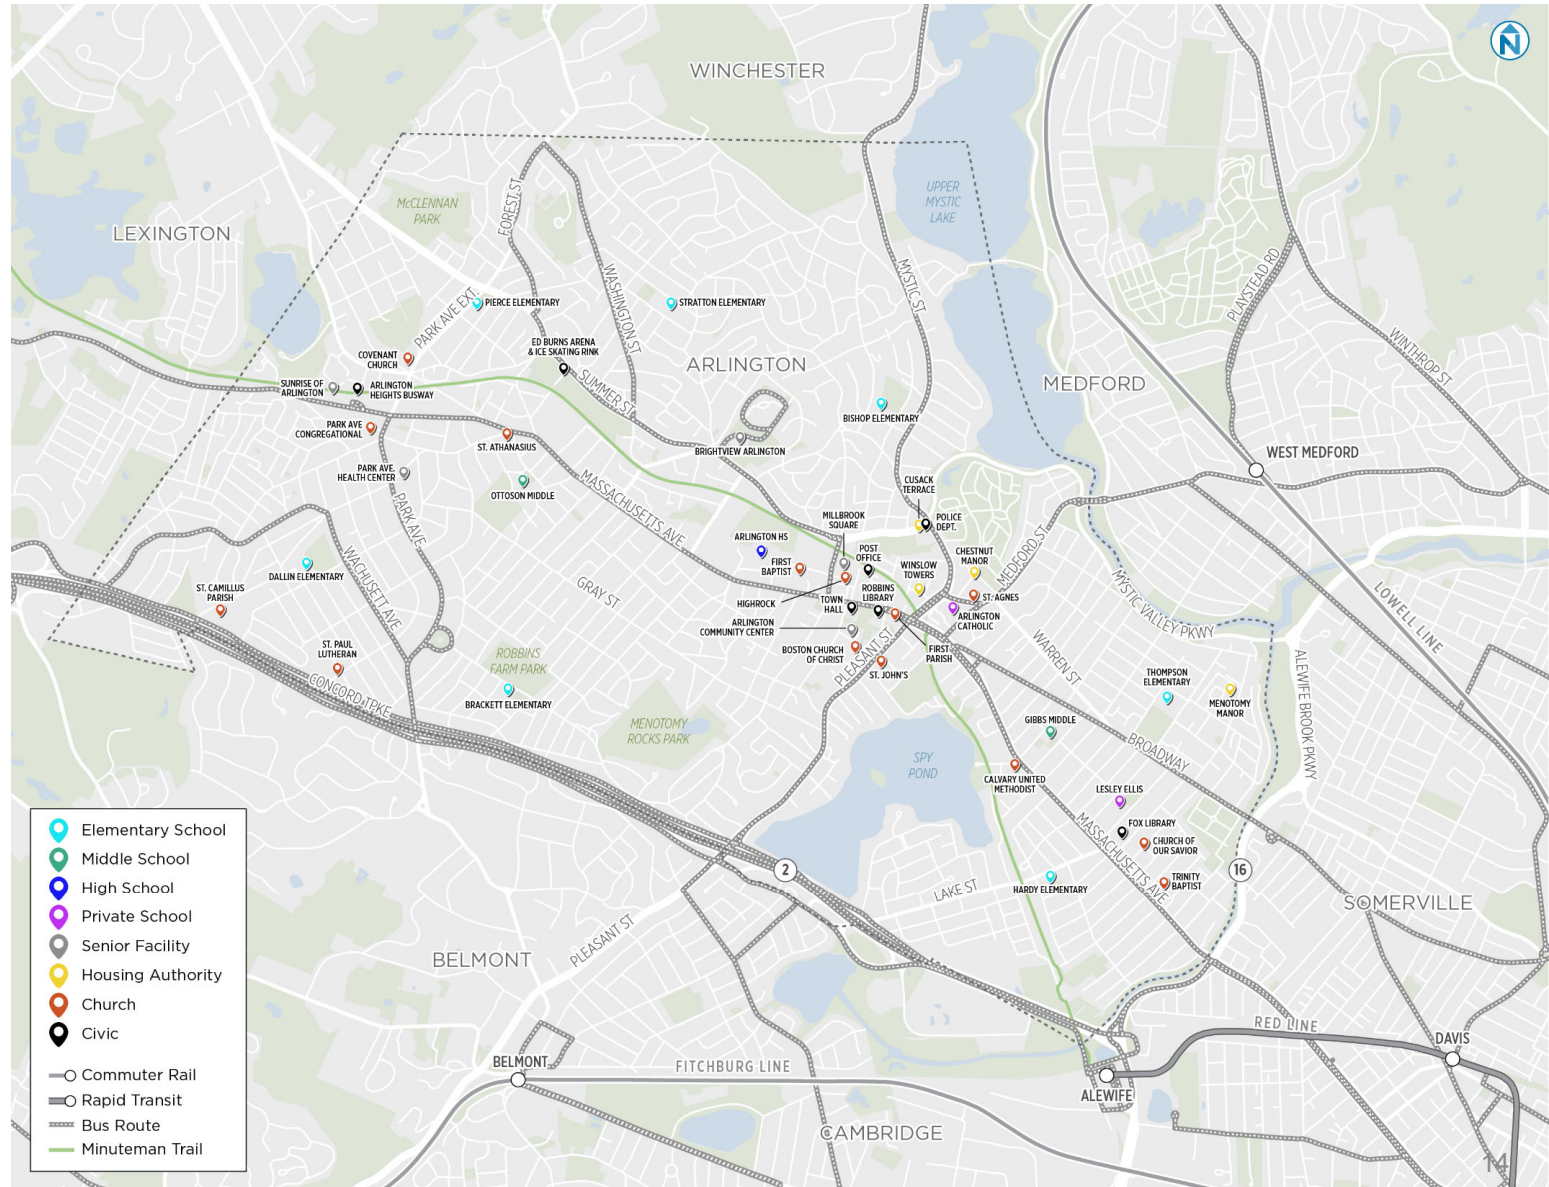 N
WINCHESTER
UPPER
MYSTIC
LAKE
McCLENNAN
PARK
FOREST ST
LEXINGTON
WASHINGTON ST
MYSTIC ST
PLAYSTEAD RD
WINTHROP ST
PARK AVE EXT.
PIERCE ELEMENTARY
STRATTON ELEMENTARY
ED BURNS ARENA
& ICE SKATING RINK
COVENANT
CHURCH
ARLINGTON
MEDFORD
SUNRISE OF
ARLINGTON
ARLINGTON
HEIGHTS BUSWAY
SUMMER ST
BISHOP ELEMENTARY
PARK AVE
CONGREGATIONAL
ST. ATHANASIUS
BRIGHTVIEW ARLINGTON
WEST MEDFORD
PARK AVE.
HEALTH CENTER
OTTOSON MIDDLE
MASSACHUSETTS AVE
CUSACK
TERRACE
PARK AVE
MILLBROOK
SQUARE
POLICE
DEPT.
ARLINGTON HS
FIRST
BAPTIST
POST
OFFICE
WINSLOW
TOWERS
CHESTNUT
MANOR
MEDFORD ST
DALLIN ELEMENTARY
WACHUSETT AVE
GRAY ST
ST. CAMILLUS
PARISH
HIGHROCK
TOWN
HALL
ROBBINS
LIBRARY
ST. AGNES
ARLINGTON
CATHOLIC
MYSTIC VALLEY PKWY
LOWELL LINE
ARLINGTON
COMMUNITY CENTER
ST. PAUL
LUTHERAN
ROBBINS
FARM PARK
BOSTON CHURCH
OF CHRIST
PLEASANT ST
ST. JOHN'S
FIRST
PARISH
WARREN ST
ALEWIFE BROOK PKWY
CONCORD TPKE
BRACKETT ELEMENTARY
THOMPSON
ELEMENTARY
MENOTOMY
MANOR
MENOTOMY
ROCKS PARK
GIBBS MIDDLE
BROADWAY
SPY
POND
CALVARY UNITED
METHODIST
LESLEY ELLIS
MASSACHUSETTS AVE
FOX LIBRARY
CHURCH OF
OUR SAVIOR
2
16
LAKE ST
HARDY ELEMENTARY
TRINITY
BAPTIST
SOMERVILLE
BELMONT
PLEASANT ST
Elementary School
Middle School
High School
Private School
Senior Facility
Housing Authority
Church
Civic
Commuter Rail
Rapid Transit
Bus Route
Minuteman Trail
BELMONT
FITCHBURG LINE
RED LINE
DAVIS
ALEWIFE
CAMBRIDGE
14